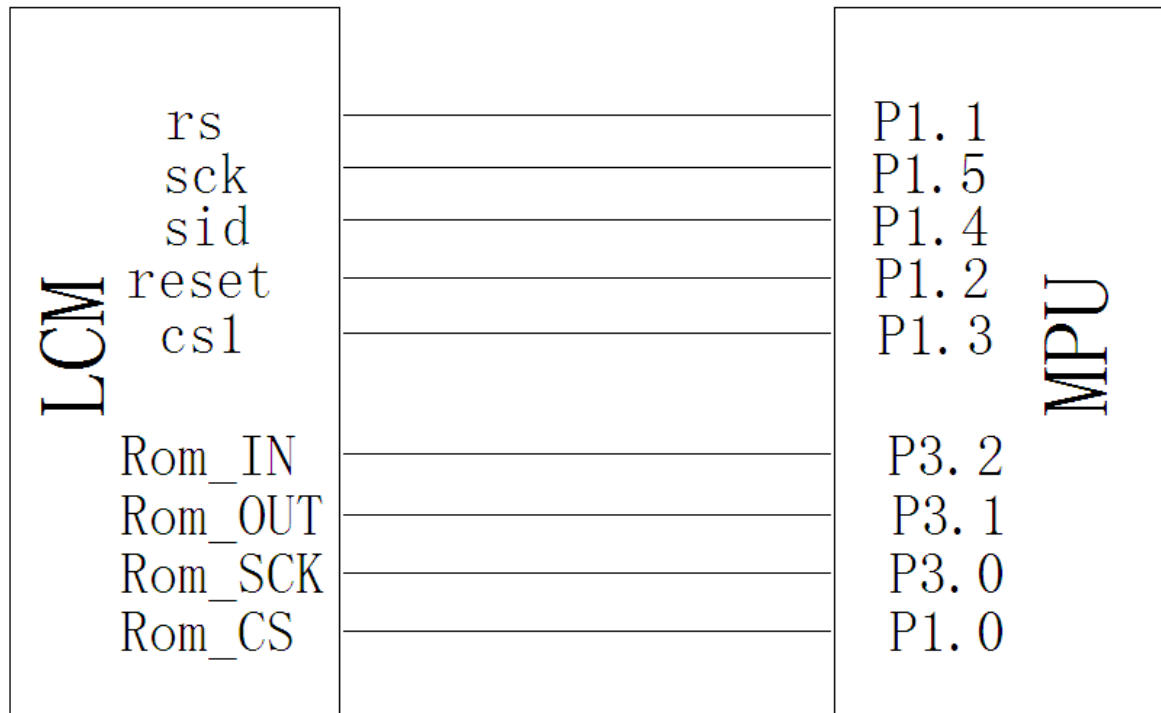 LCM
rs
sck
sid
reset
cs1
Rom_IN
Rom_OUT
Rom_SCK
Rom_CS
P1.1
P1.5
P1.4
P1.2
P1.3
P3.2
P3.1
P3.0
P1.0
MPU